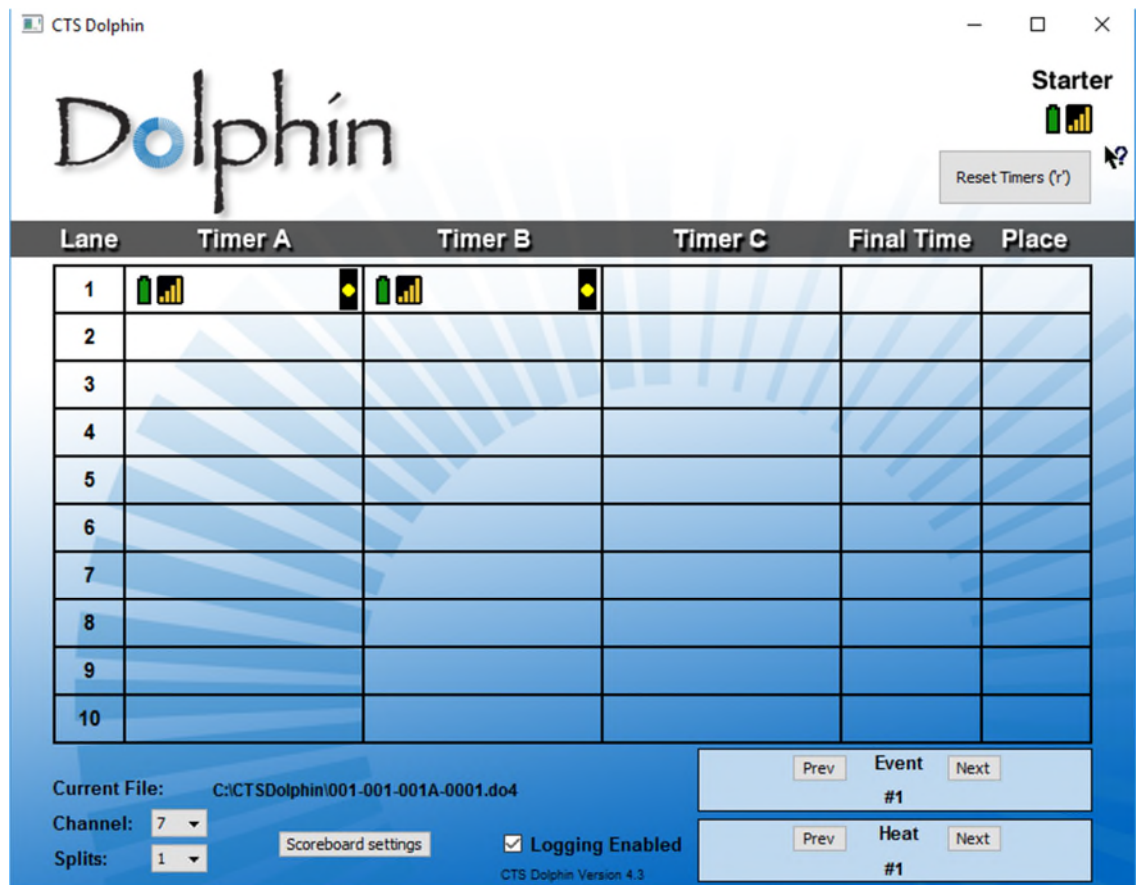 CTS Dolphin
Dolphin
Starter
Reset Timers ('r')
Lane Timer A Timer B Timer C Final Time Place
1
2
3
4
5
6
7
8
9
10
Prev Event Next
#1
Current File: C:\CTSDolphin\001-001-001A-0001.do4
Channel: 7
Splits: 1
Scoreboard settings
Logging Enabled
CTS Dolphin Version 4.3
Prev Heat Next
#1